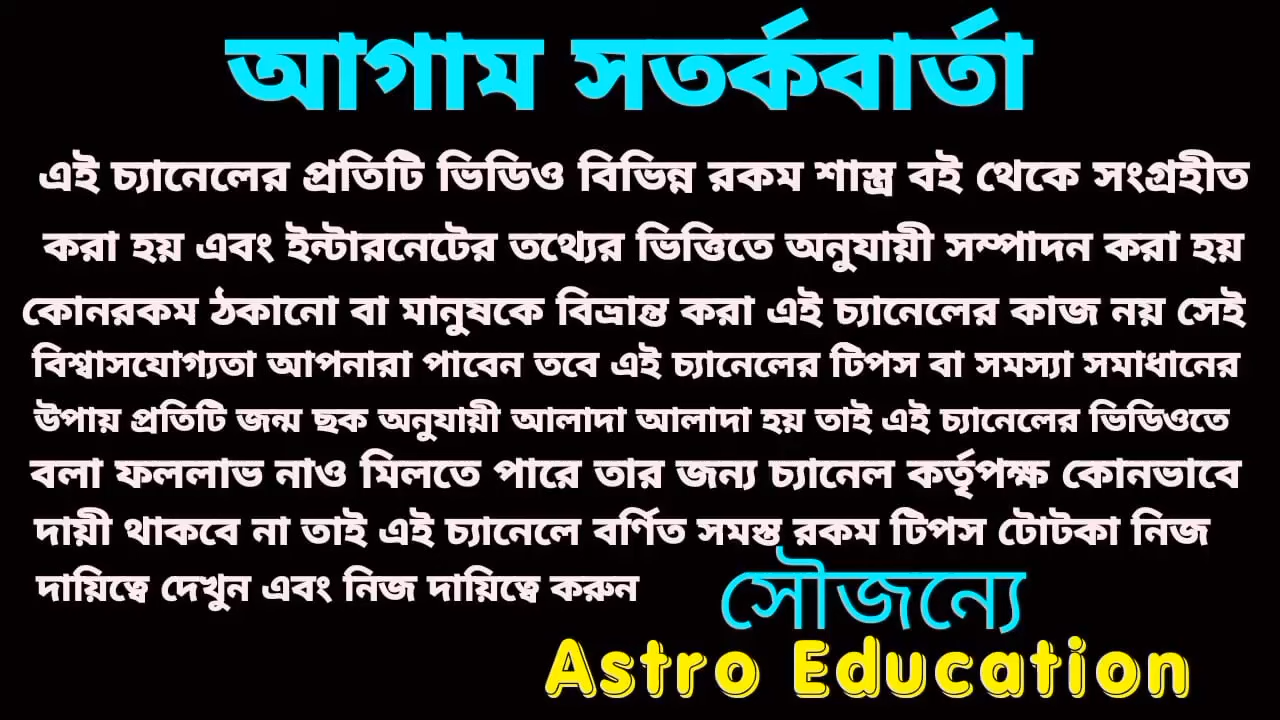 আগাম সতর্কবার্তা
এই চ্যানেলের প্রতিটি ভিডিও বিভিন্ন রকম শাস্ত্র বই থেকে সংগ্রহীত
করা হয় এবং ইন্টারনেটের তথ্যের ভিত্তিতে অনুযায়ী সম্পাদন করা হয়
কোনরকম ঠকানো বা মানুষকে বিভ্রান্ত করা এই চ্যানেলের কাজ নয় সেই
বিশ্বাসযোগ্যতা আপনারা পাবেন তবে এই চ্যানেলের টিপস বা সমস্যা সমাধানের
উপায় প্রতিটি জন্ম ছক অনুযায়ী আলাদা আলাদা হয় তাই এই চ্যানেলের ভিডিওতে
বলা ফললাভ নাও মিলতে পারে তার জন্য চ্যানেল কর্তৃপক্ষ কোনভাবে
দায়ী থাকবে না তাই এই চ্যানেলে বর্ণিত সমস্ত রকম টিপস টোটকা নিজ
দায়িত্বে দেখুন এবং নিজ দায়িত্বে করুন
সৌজন্যে
Astro Education